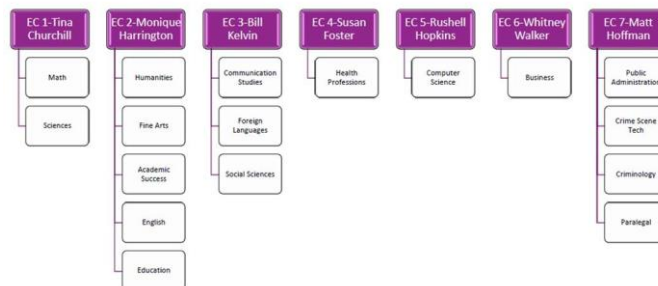 EC 1-Tina
Churchill
Math
Sciences
EC 2-Monique
Harrington
Humanities
Fine Arts
Academic
Success
English
Education
EC 3-Bill
Kelvin
Communication
Studies
Foreign
Languages
Social Sciences
EC 4-Susan
Foster
Health
Professions
EC 5-Rushell
Hopkins
Computer
Science
EC 6-Whitney
Walker
Business
EC 7-Matt
Hoffman
Public
Administration
Crime Scene
Tech
Criminology
Paralegal